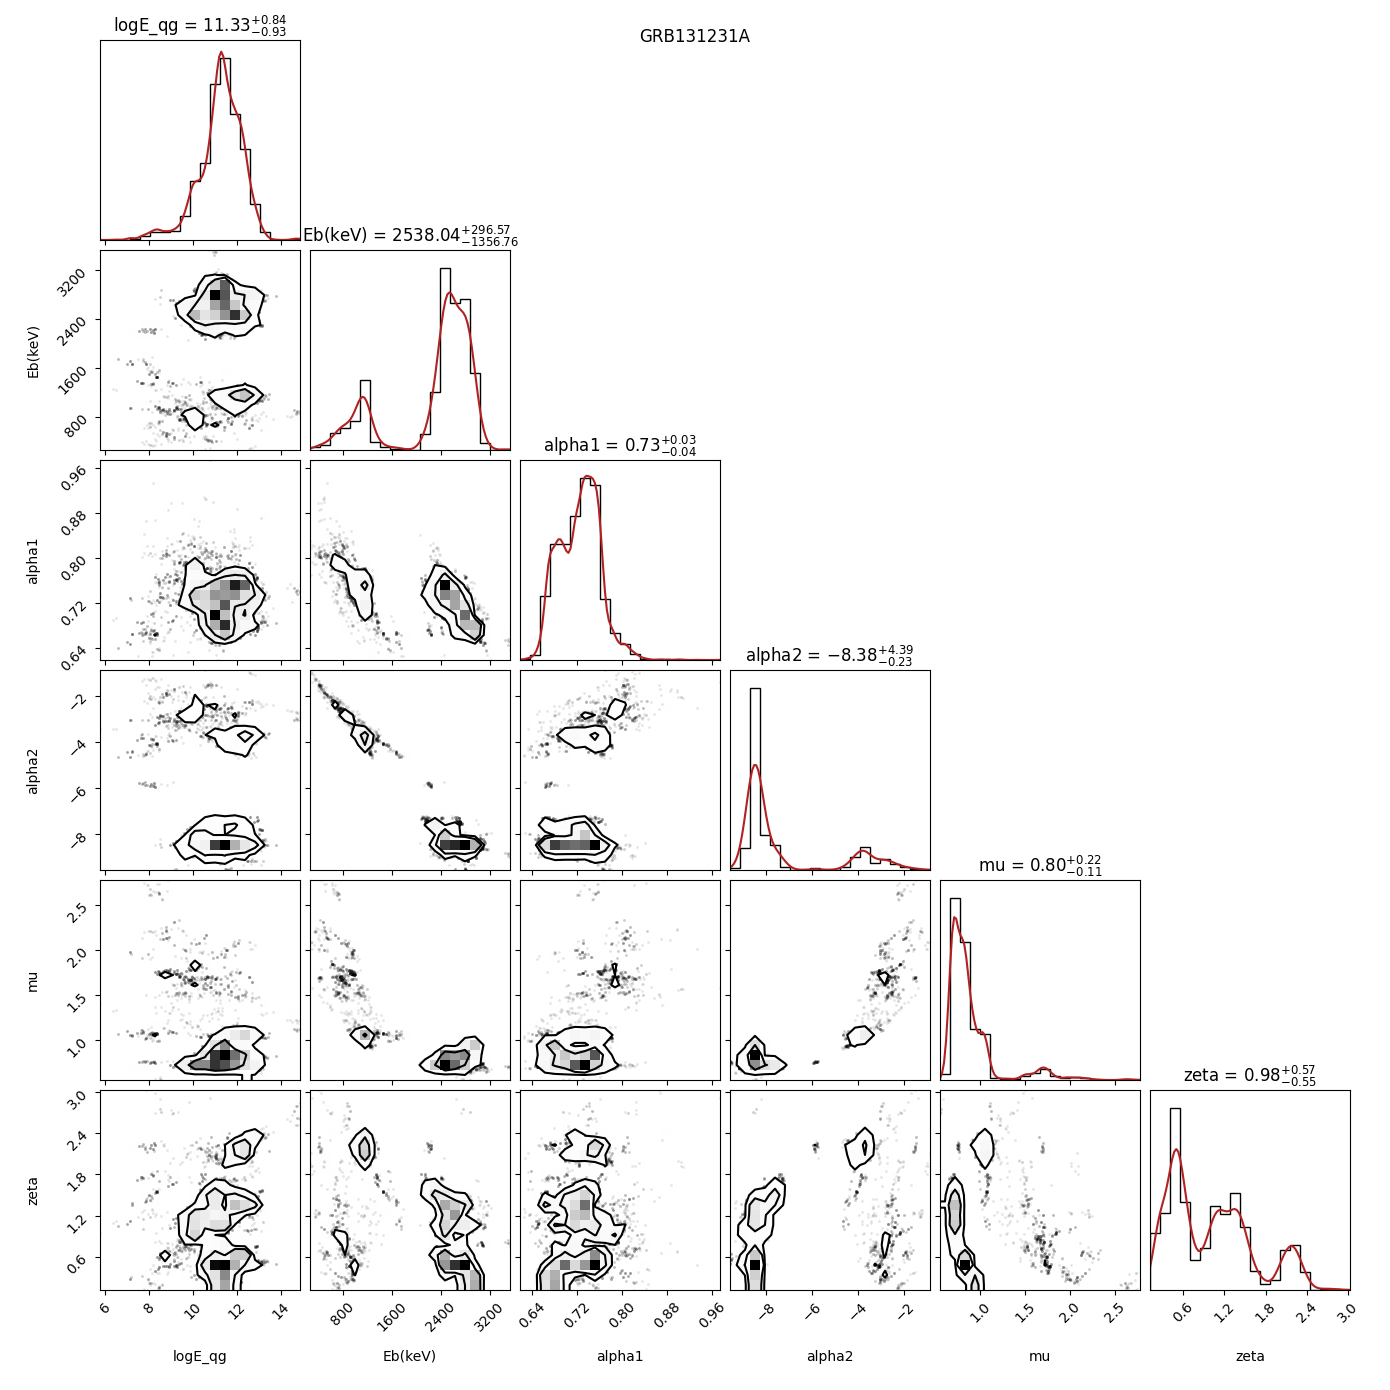 logE_qg = 11.33+0.84 −0.93
GRB131231A
Eb(keV) = 2538.04+296.57 −1356.76
3200
2400
1600
800
Eb(keV)
alpha1 = 0.73+0.03 −0.04
0.96
0.88
0.80
0.72
0.64
alpha1
alpha2 = −8.38+4.39 −0.23
−2
−4
−6
−8
alpha2
mu = 0.80+0.22 −0.11
2.5
2.0
1.5
1.0
mu
zeta = 0.98+0.57 −0.55
3.0
2.4
1.8
1.2
0.6
zeta
6 8 10 12 14 800 1600 2400 3200 0.64 0.72 0.80 0.88 0.96 −8 −6 −4 −2 1.0 1.5 2.0 2.5 0.6 1.2 1.8 2.4 3.0
logE_qg Eb(keV) alpha1 alpha2 mu zeta